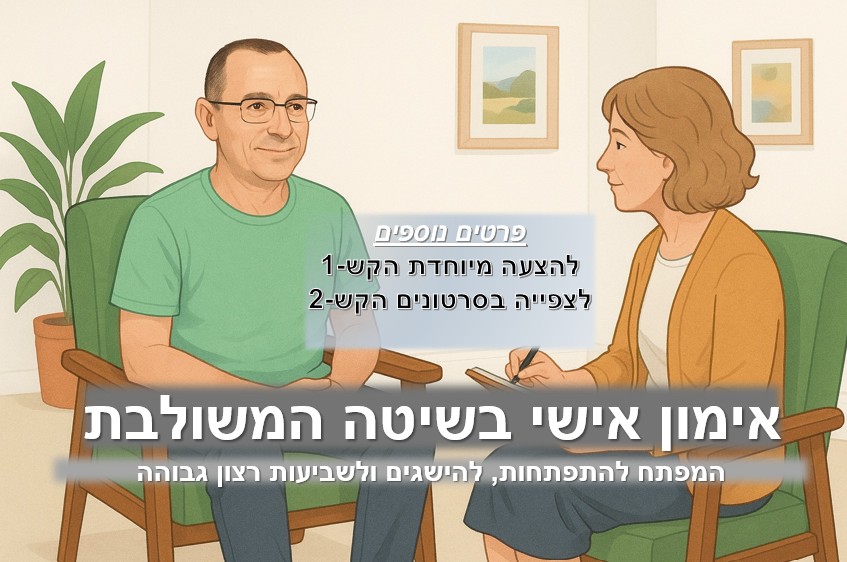 פרטים נוספים
להצעה מיוחדת הקש-1
לצפייה בסרטונים הקש-2
אימון אישי בשיטה המשולבת
המפתח להתפתחות, להישגים ולשביעות רצון גבוהה